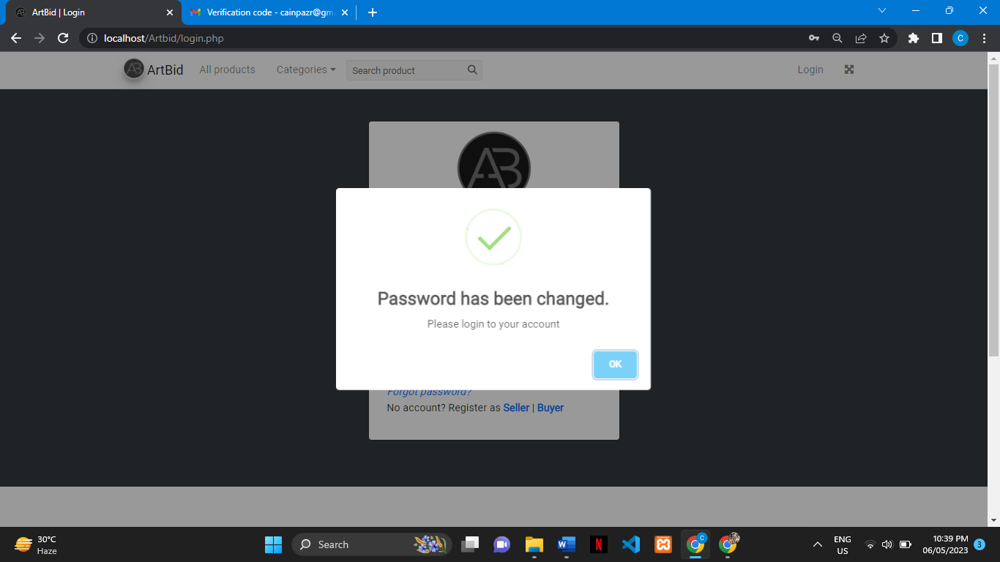 ArtBid | Login
Verification code - cainpazr@gm
localhost/Artbid/login.php
C
AB ArtBid All products Categories Search product Login
AB
Password has been changed.
Please login to your account
OK
Forgot password?
No account? Register as Seller | Buyer
30°C
Haze
Search
W
N
C
ENG
US
10:39 PM
06/05/2023
3